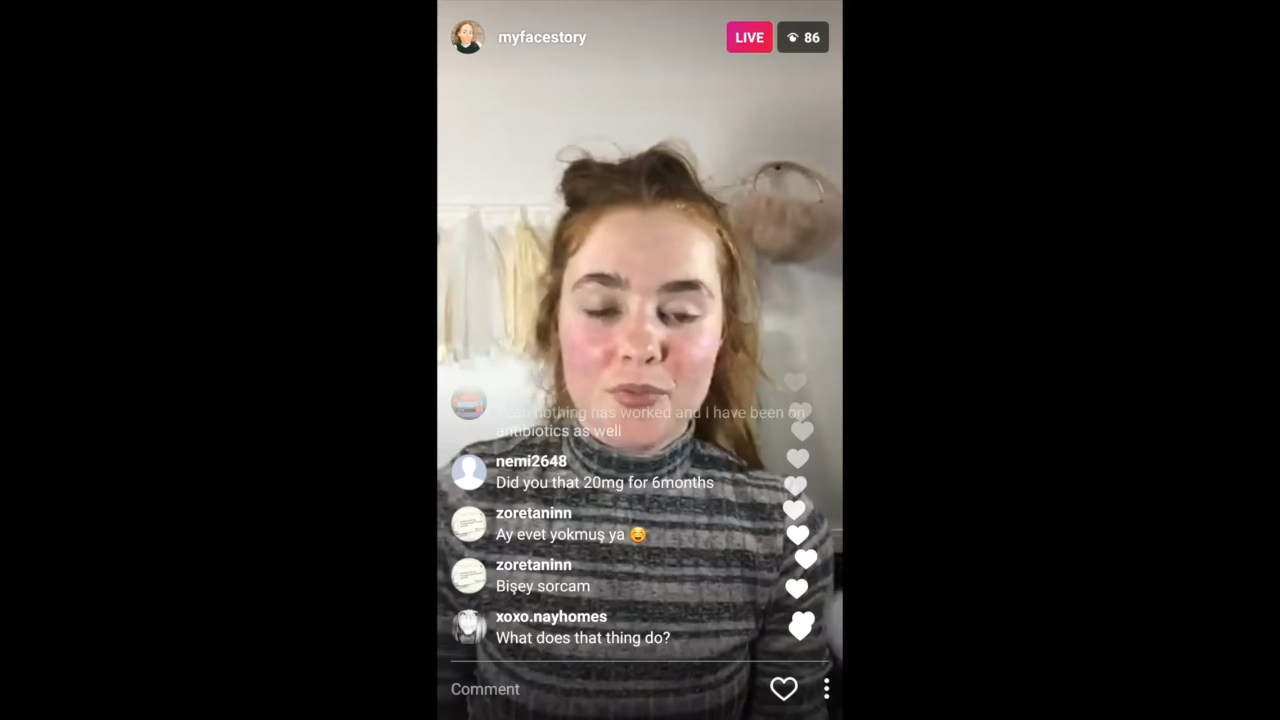 myfacestory
LIVE
86
Yeah nothing has worked and I have been on
antibiotics as well
nemi2648
Did you that 20mg for 6months
zoretaninn
Ay evet yokmuş ya 😅
zoretaninn
Bişey sorcam
xoxo.nayhomes
What does that thing do?
Comment